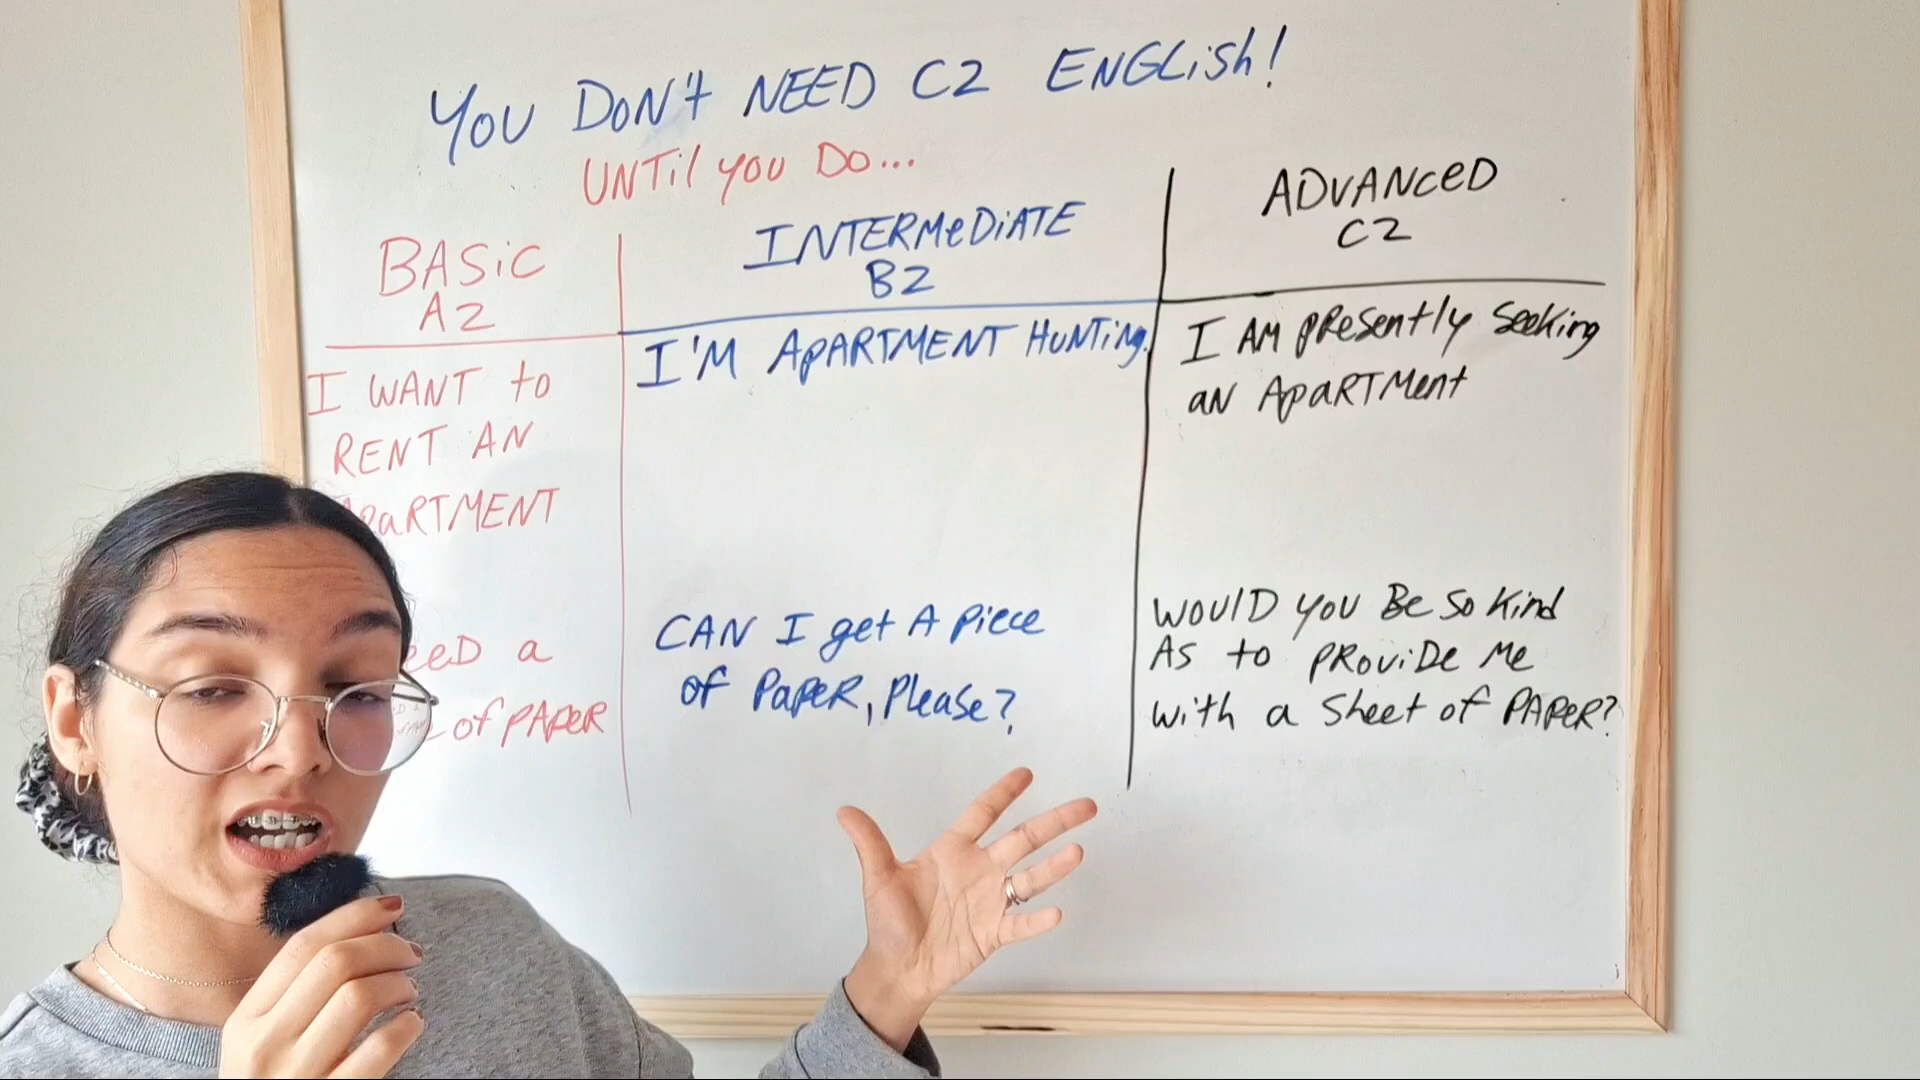 YOU DON'T NEED C2 ENGLiSh!
UNTil you Do...
BASiC
A2
I WANT to
RENT AN
APaRTMENT
a
of PAPER
INTERMeDiATE
B2
I'M APARTMENT HUNTiNg.
CAN I get A Piece
of PaPER, Please?
ADVANCeD
C2
I AM PResently Seeking
aN APaRTMent
WOUlD you Be So Kind
As to PRoviDe Me
with a Sheet of PAPeR?